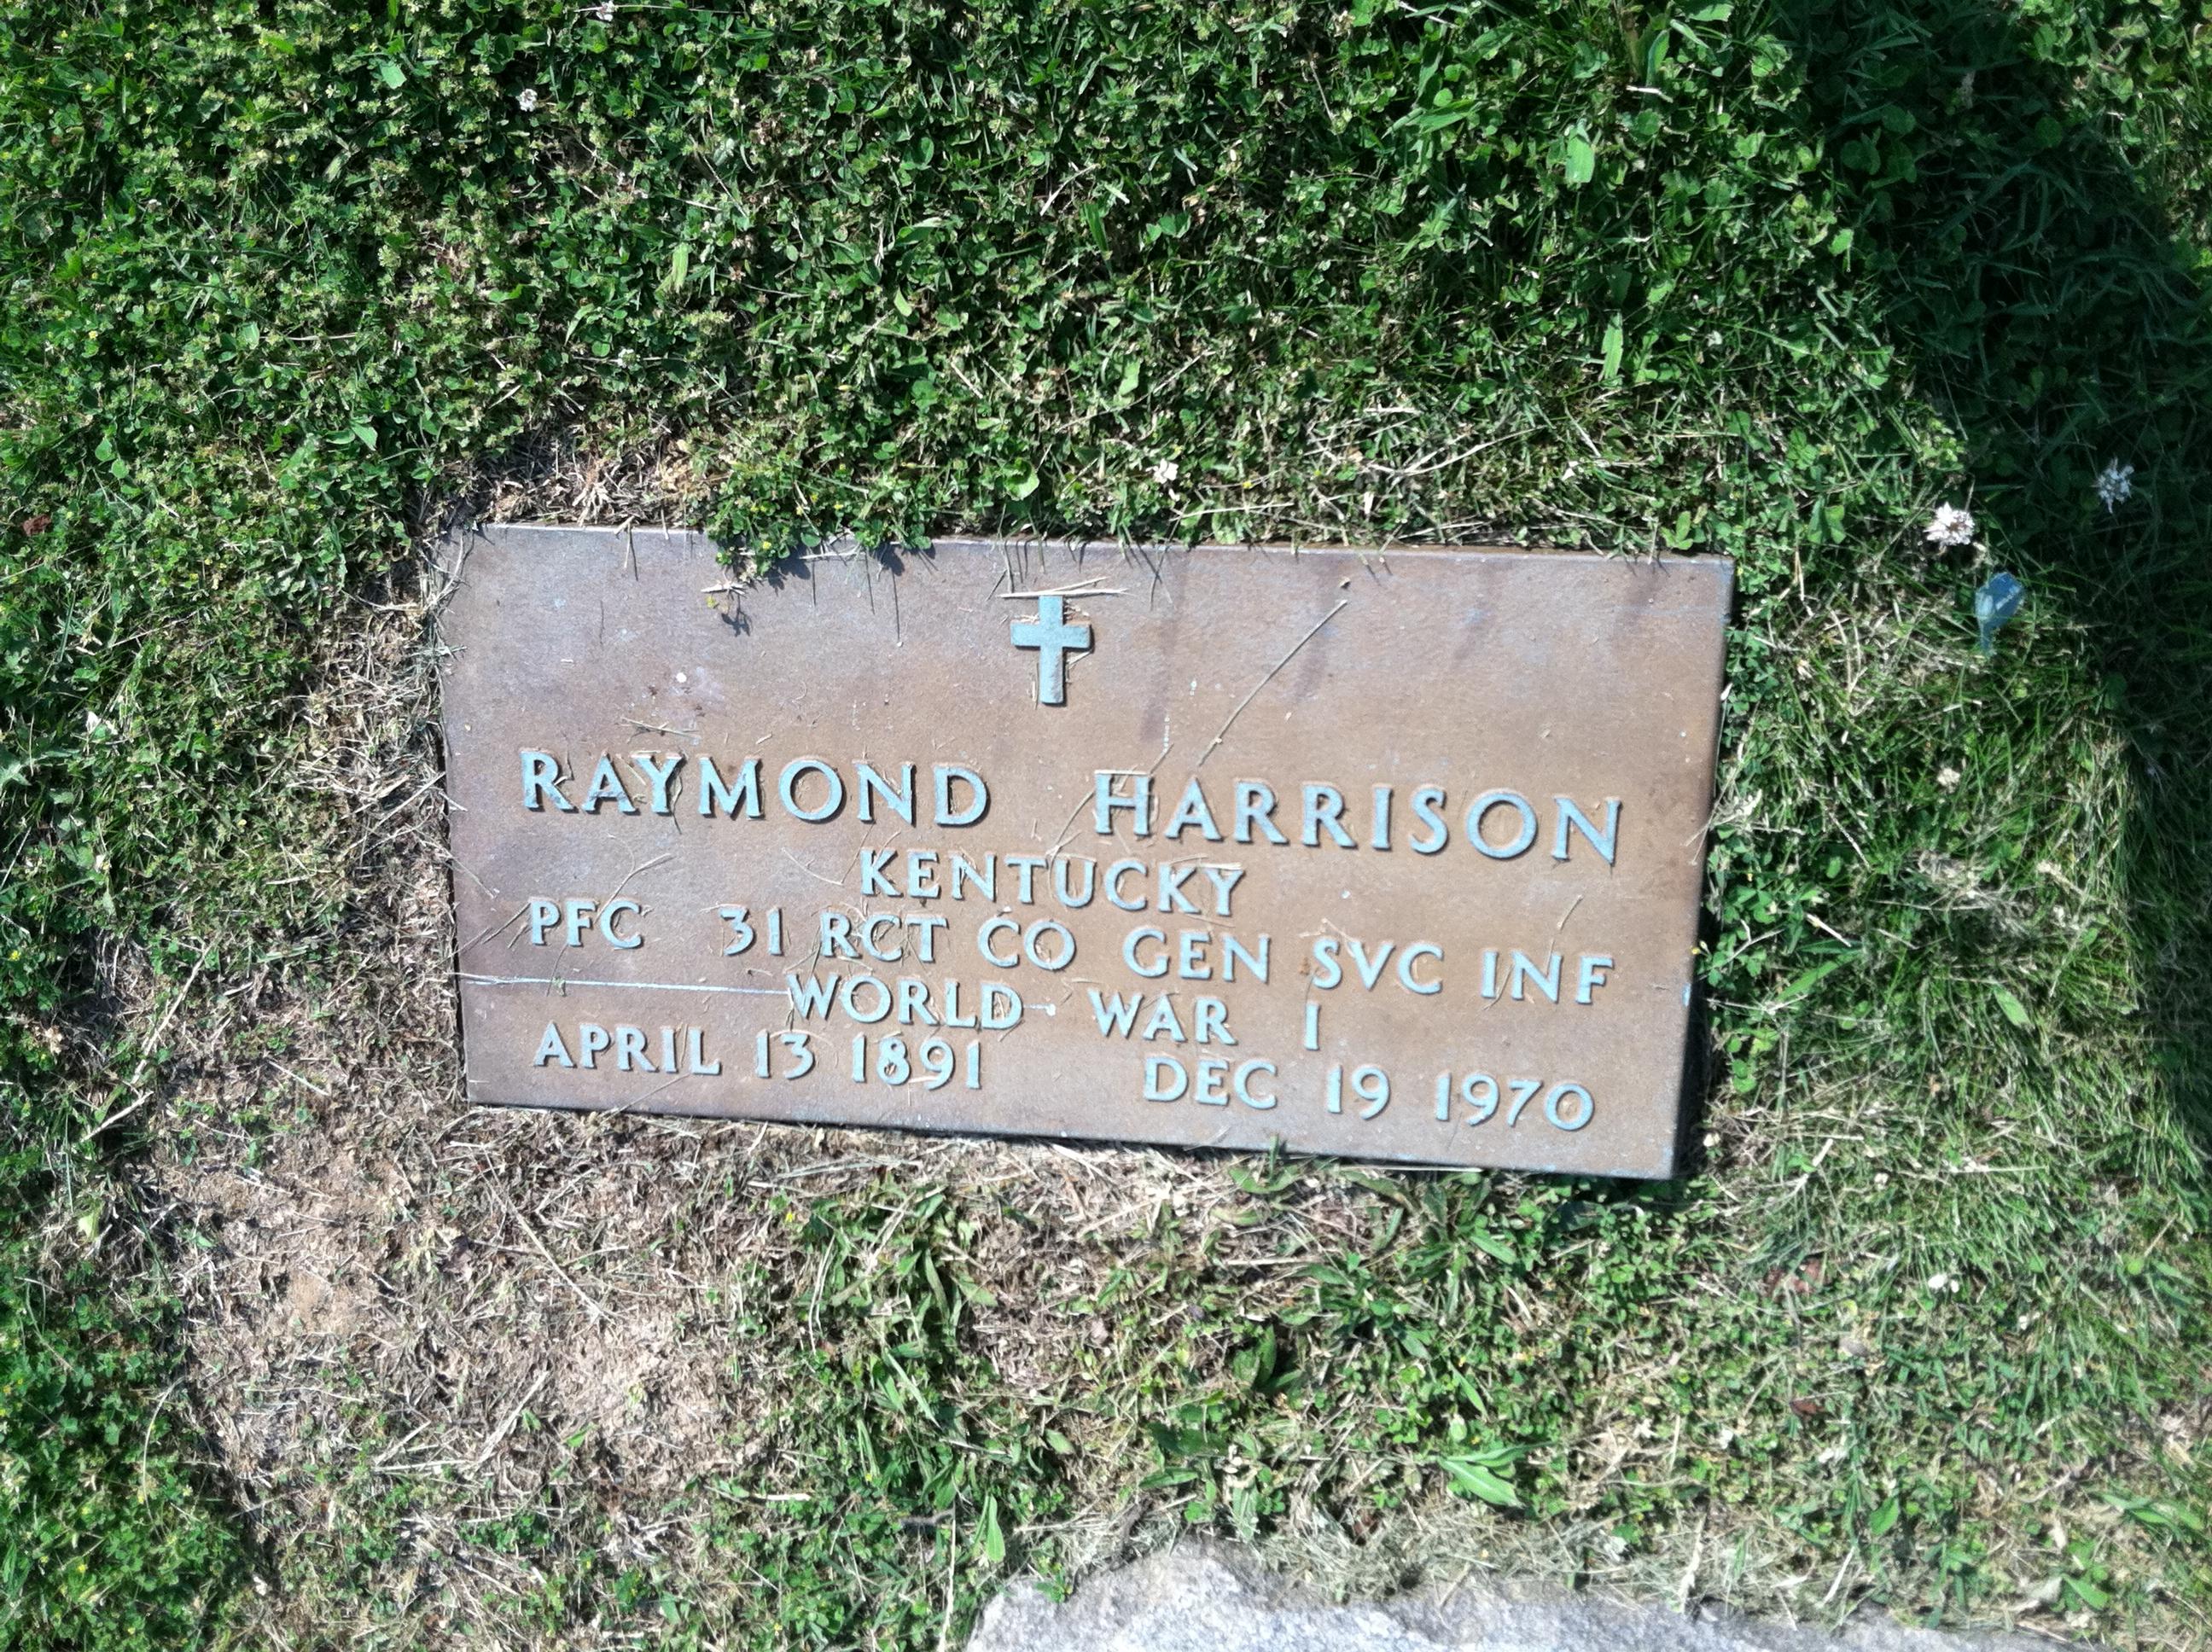 RAYMOND HARRISON
KENTUCKY
PFC 31 RCT CO GEN SVC INF
WORLD WAR I
APRIL 13 1891 DEC 19 1970